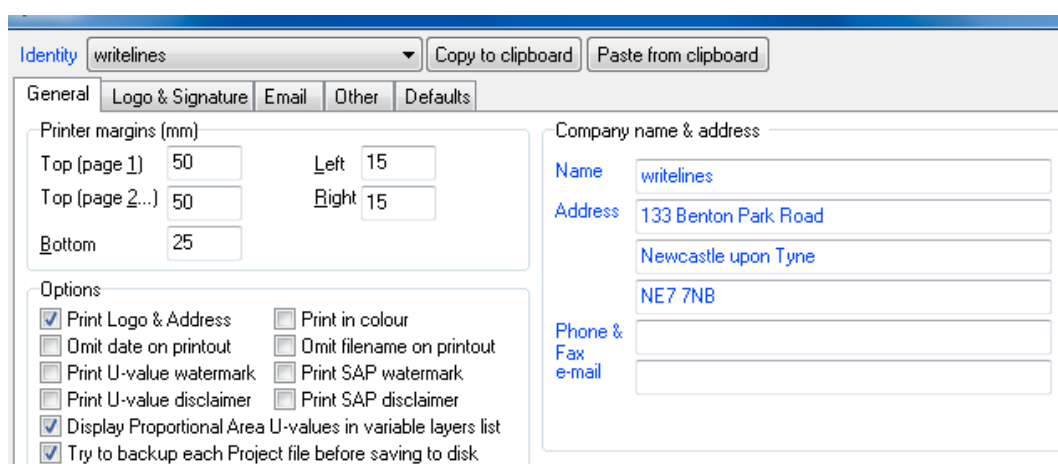 Identity writelines Copy to clipboard Paste from clipboard
General Logo & Signature Email Other Defaults
Printer margins (mm)
Top (page 1) 50 Left 15
Top (page 2...) 50 Right 15
Bottom 25
Options
Print Logo & Address Print in colour
Omit date on printout Omit filename on printout
Print U-value watermark Print SAP watermark
Print U-value disclaimer Print SAP disclaimer
Display Proportional Area U-values in variable layers list
Try to backup each Project file before saving to disk
Company name & address
Name writelines
Address 133 Benton Park Road
Newcastle upon Tyne
NE7 7NB
Phone &
Fax
e-mail